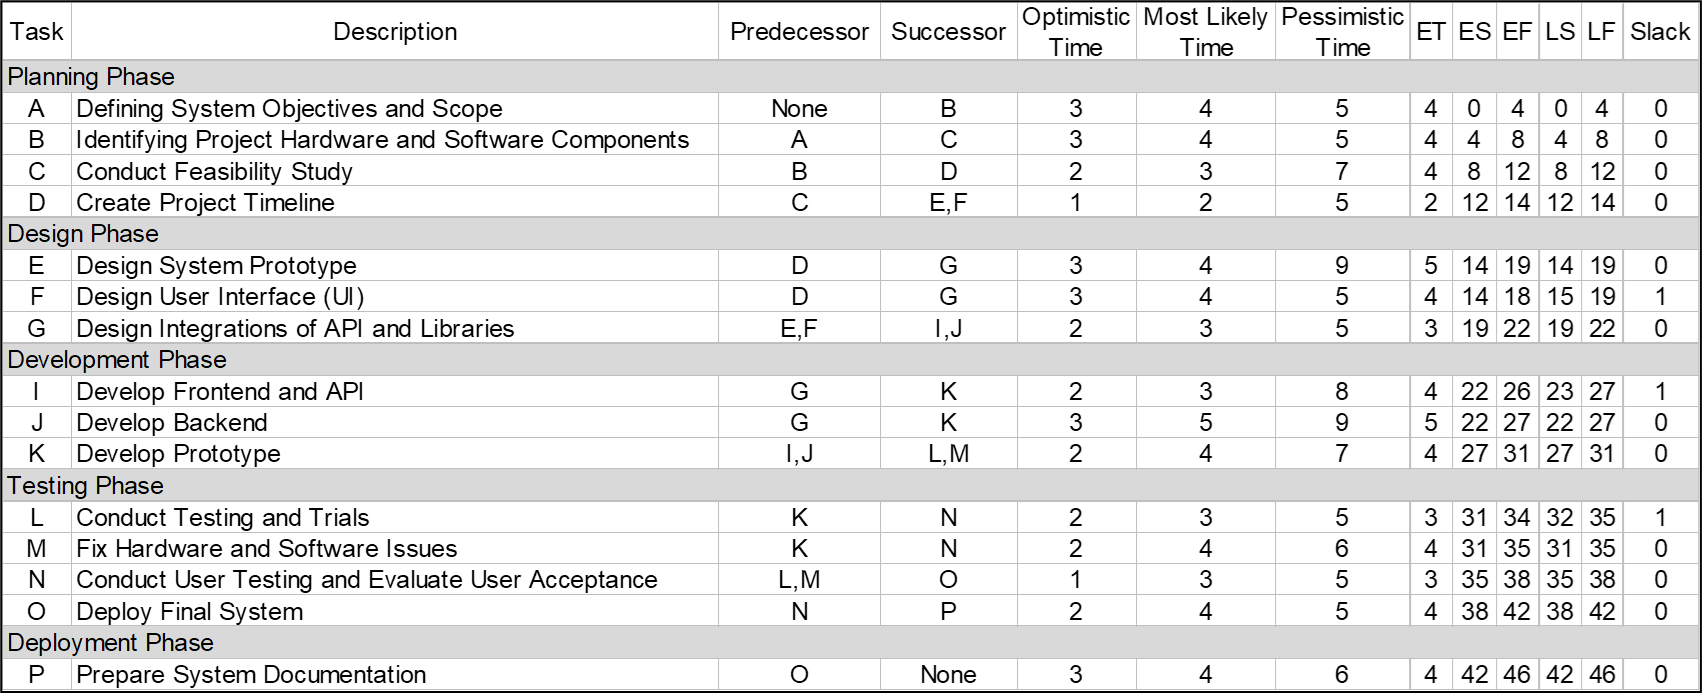 Task Description Predecessor Successor Optimistic Time Most Likely Time Pessimistic Time ET ES EF LS LF Slack
Planning Phase
A Defining System Objectives and Scope None B 3 4 5 4 0 4 0 4 0
B Identifying Project Hardware and Software Components A C 3 4 5 4 4 8 4 8 0
C Conduct Feasibility Study B D 2 3 7 4 8 12 8 12 0
D Create Project Timeline C E,F 1 2 5 2 12 14 12 14 0
Design Phase
E Design System Prototype D G 3 4 9 5 14 19 14 19 0
F Design User Interface (UI) D G 3 4 5 4 14 18 15 19 1
G Design Integrations of API and Libraries E,F I,J 2 3 5 3 19 22 19 22 0
Development Phase
I Develop Frontend and API G K 2 3 8 4 22 26 23 27 1
J Develop Backend G K 3 5 9 5 22 27 22 27 0
K Develop Prototype I,J L,M 2 4 7 4 27 31 27 31 0
Testing Phase
L Conduct Testing and Trials K N 2 3 5 3 31 34 32 35 1
M Fix Hardware and Software Issues K N 2 4 6 4 31 35 31 35 0
N Conduct User Testing and Evaluate User Acceptance L,M O 1 3 5 3 35 38 35 38 0
O Deploy Final System N P 2 4 5 4 38 42 38 42 0
Deployment Phase
P Prepare System Documentation O None 3 4 6 4 42 46 42 46 0